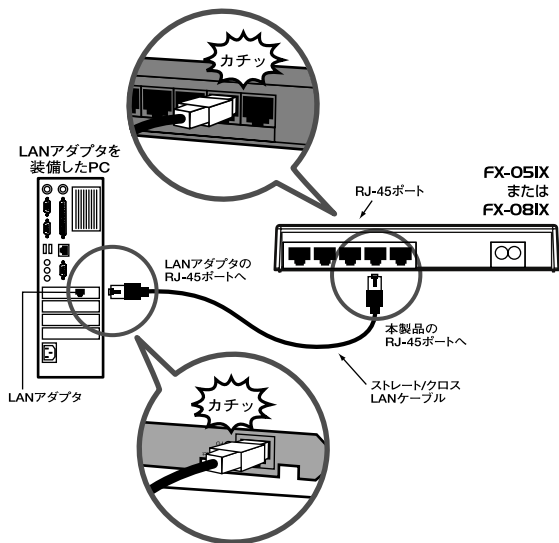 カチッ
LANアダプタを
装備したPC
FX-05IX
または
FX-08IX
RJ-45ポート
LANアダプタの
RJ-45ポートへ
本製品の
RJ-45ポートへ
ストレート/クロス
LANケーブル
LANアダプタ
カチッ